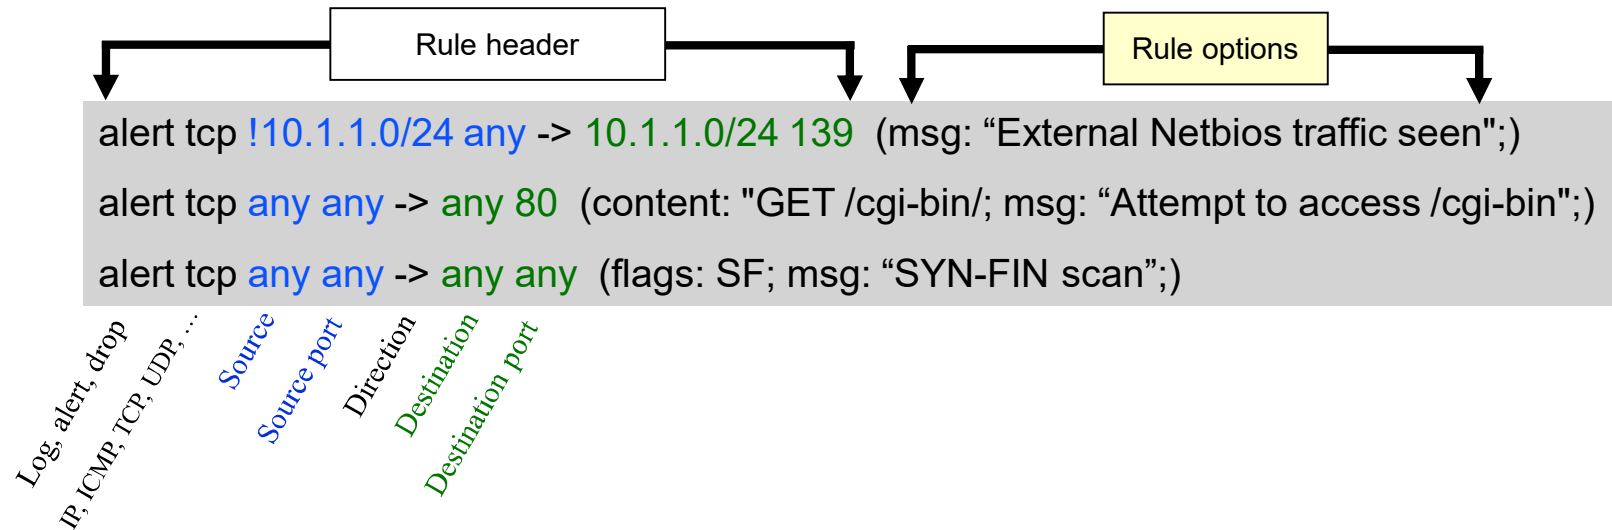 Rule header
Rule options
alert tcp !10.1.1.0/24 any -> 10.1.1.0/24 139 (msg: “External Netbios traffic seen";)
alert tcp any any -> any 80 (content: "GET /cgi-bin/; msg: “Attempt to access /cgi-bin";)
alert tcp any any -> any any (flags: SF; msg: “SYN-FIN scan”;)
Log, alert, drop
IP, ICMP, TCP, UDP, …
Source
Source port
Direction
Destination
Destination port